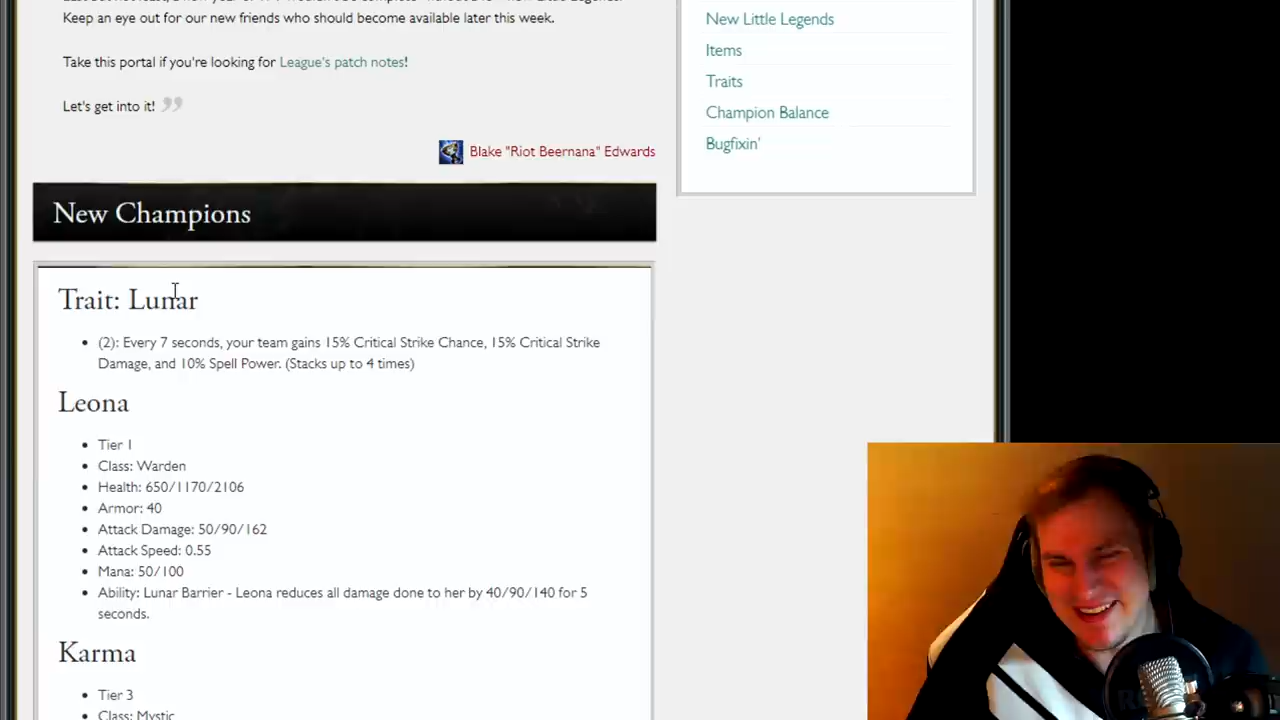 Keep an eye out for our new friends who should become available later this week.
Take this portal if you're looking for League's patch notes!
Let's get into it! ”
Blake "Riot Beernana" Edwards
New Champions
Trait: Lunar
• (2): Every 7 seconds, your team gains 15% Critical Strike Chance, 15% Critical Strike
Damage, and 10% Spell Power. (Stacks up to 4 times)
Leona
• Tier 1
• Class: Warden
• Health: 650/1170/2106
• Armor: 40
• Attack Damage: 50/90/162
• Attack Speed: 0.55
• Mana: 50/100
• Ability: Lunar Barrier - Leona reduces all damage done to her by 40/90/140 for 5
seconds.
Karma
• Tier 3
• Class: Mystic
New Little Legends
Items
Traits
Champion Balance
Bugfixin'